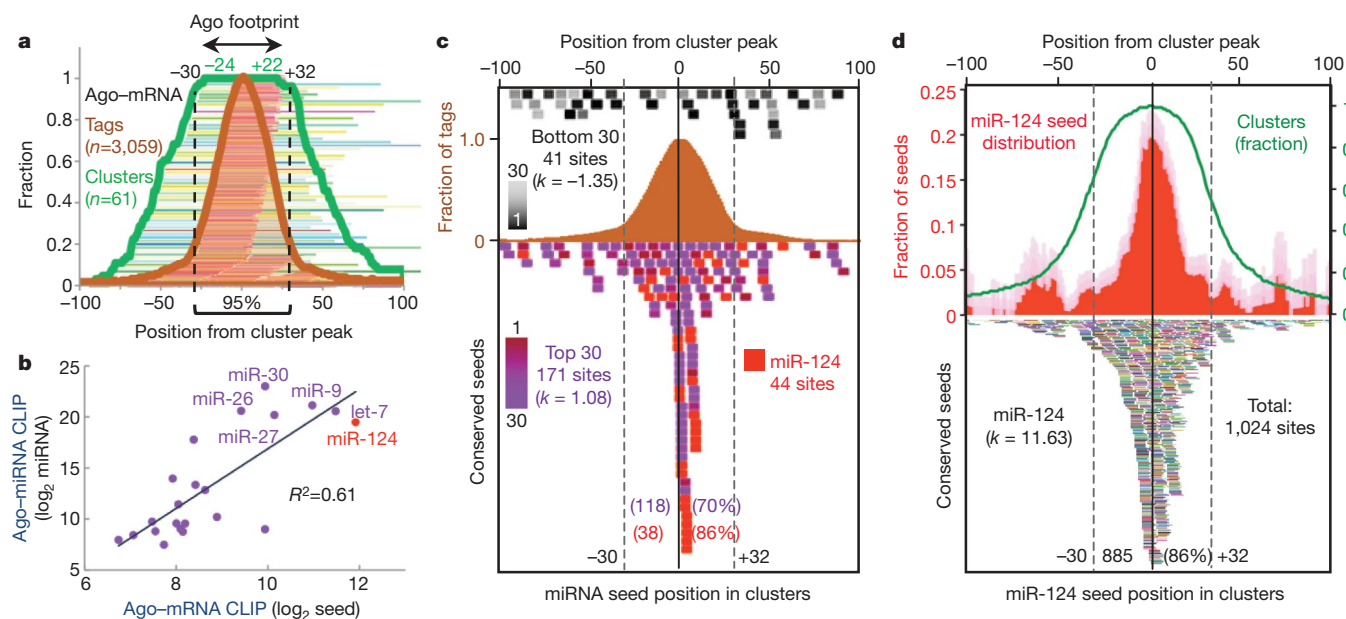 a
Ago footprint
–30
–24
+22
+32
Ago–mRNA
Tags
(n=3,059)
Clusters
(n=61)
Fraction
1
0.8
0.6
0.4
0.2
0
–100
–50
95%
50
100
Position from cluster peak
b
25
20
15
10
5
miR-30
miR-26
miR-9
let-7
miR-27
miR-124
R²=0.61
Ago–miRNA CLIP
(log₂ miRNA)
6
8
10
12
Ago–mRNA CLIP (log₂ seed)
c
Position from cluster peak
–100
–50
0
50
100
Fraction of tags
1.0
0
Bottom 30
41 sites
(k = –1.35)
30
1
1
30
Top 30
171 sites
(k = 1.08)
miR-124
44 sites
Conserved seeds
(118)
(70%)
(38)
(86%)
–30
+32
miRNA seed position in clusters
d
Position from cluster peak
–100
–50
0
50
100
Fraction of seeds
0.25
0.20
0.15
0.10
0.05
0
miR-124 seed
distribution
Clusters
(fraction)
Conserved seeds
miR-124
(k = 11.63)
Total:
1,024 sites
–30
885
(86%)
+32
miR-124 seed position in clusters